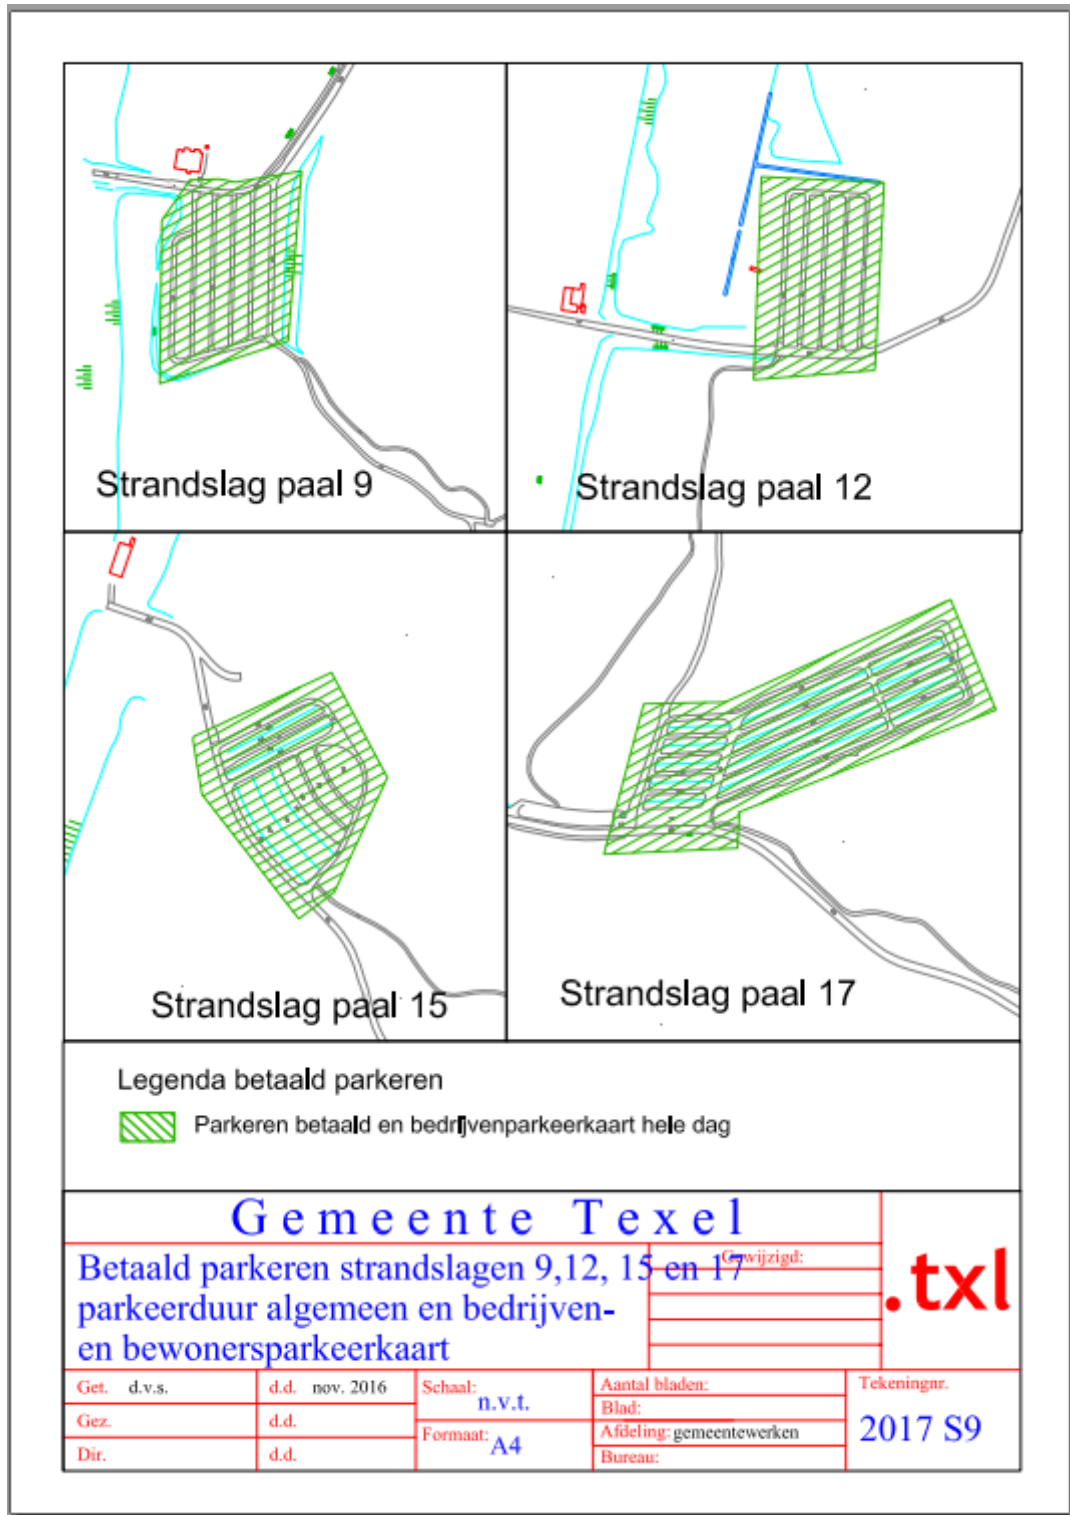 Strandslag paal 9
Strandslag paal 12
Strandslag paal 15
Strandslag paal 17
Legenda betaald parkeren
Parkeren betaald en bedrijvenparkeerkaart hele dag
Gemeente Texel
Betaald parkeren strandslagen 9,12, 15 en 17
parkeerduur algemeen en bedrijven-
en bewonersparkeerkaart
Gewijzigd:
.txl
Get. d.v.s.
d.d. nov. 2016
Gez.
d.d.
Dir.
d.d.
Schaal:
n.v.t.
Formaat: A4
Aantal bladen:
Blad:
Afdeling: gemeentewerken
Bureau:
Tekeningnr.
2017 S9